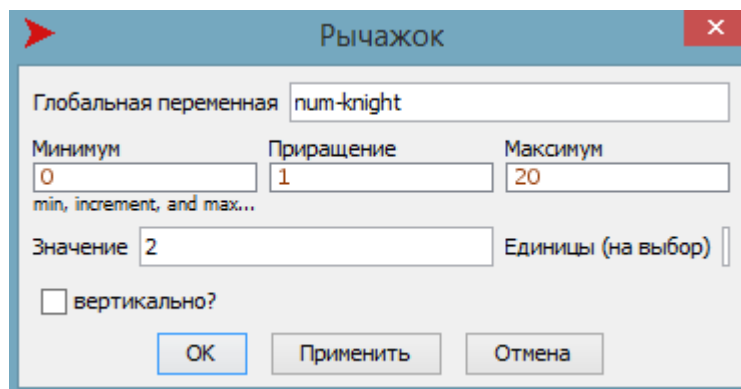 Рычажок
Глобальная переменная num-knight
Минимум Приращение Максимум
0 1 20
min, increment, and max...
Значение 2 Единицы (на выбор)
вертикально?
OK Применить Отмена